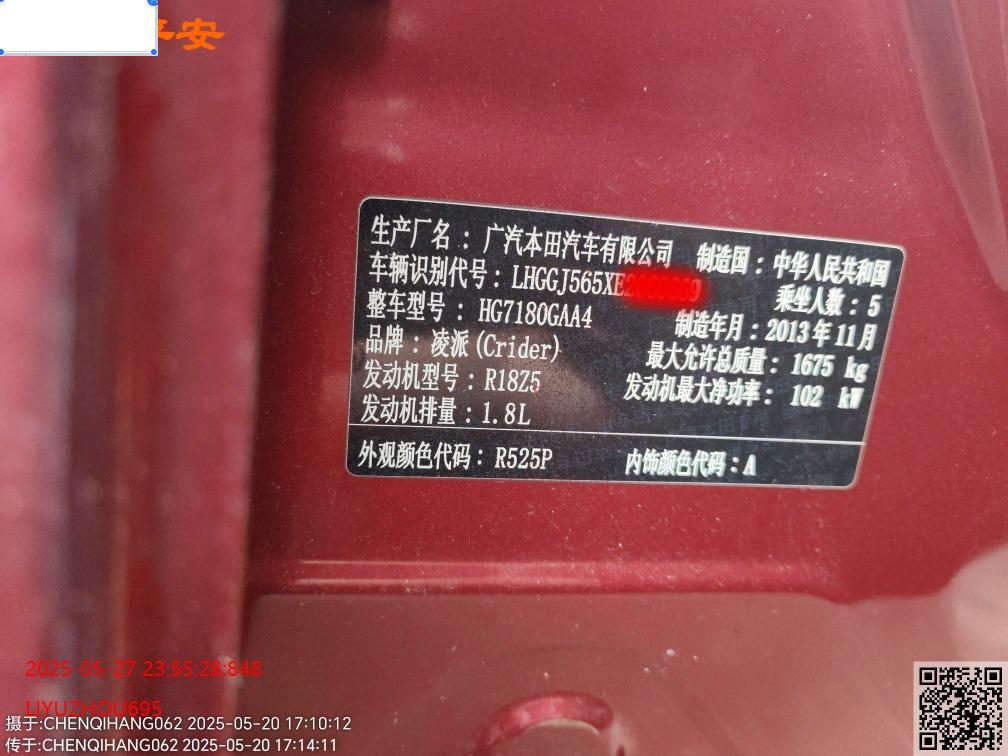 平安
生产厂名：广汽本田汽车有限公司 制造国：中华人民共和国
车辆识别代号：LHGGJ565XE 乘坐人数：5
整车型号：HG7180GAA4 制造年月：2013年11月
品牌：凌派(Crider) 最大允许总质量：1675 kg
发动机型号：R18Z5 发动机最大净功率：102 kW
发动机排量：1.8L
外观颜色代码：R525P 内饰颜色代码：A
2025-05-27 23:55:28:848
LIYUZHOU695
摄于:CHENQIHANG062 2025-05-20 17:10:12
传于:CHENQIHANG062 2025-05-20 17:14:11